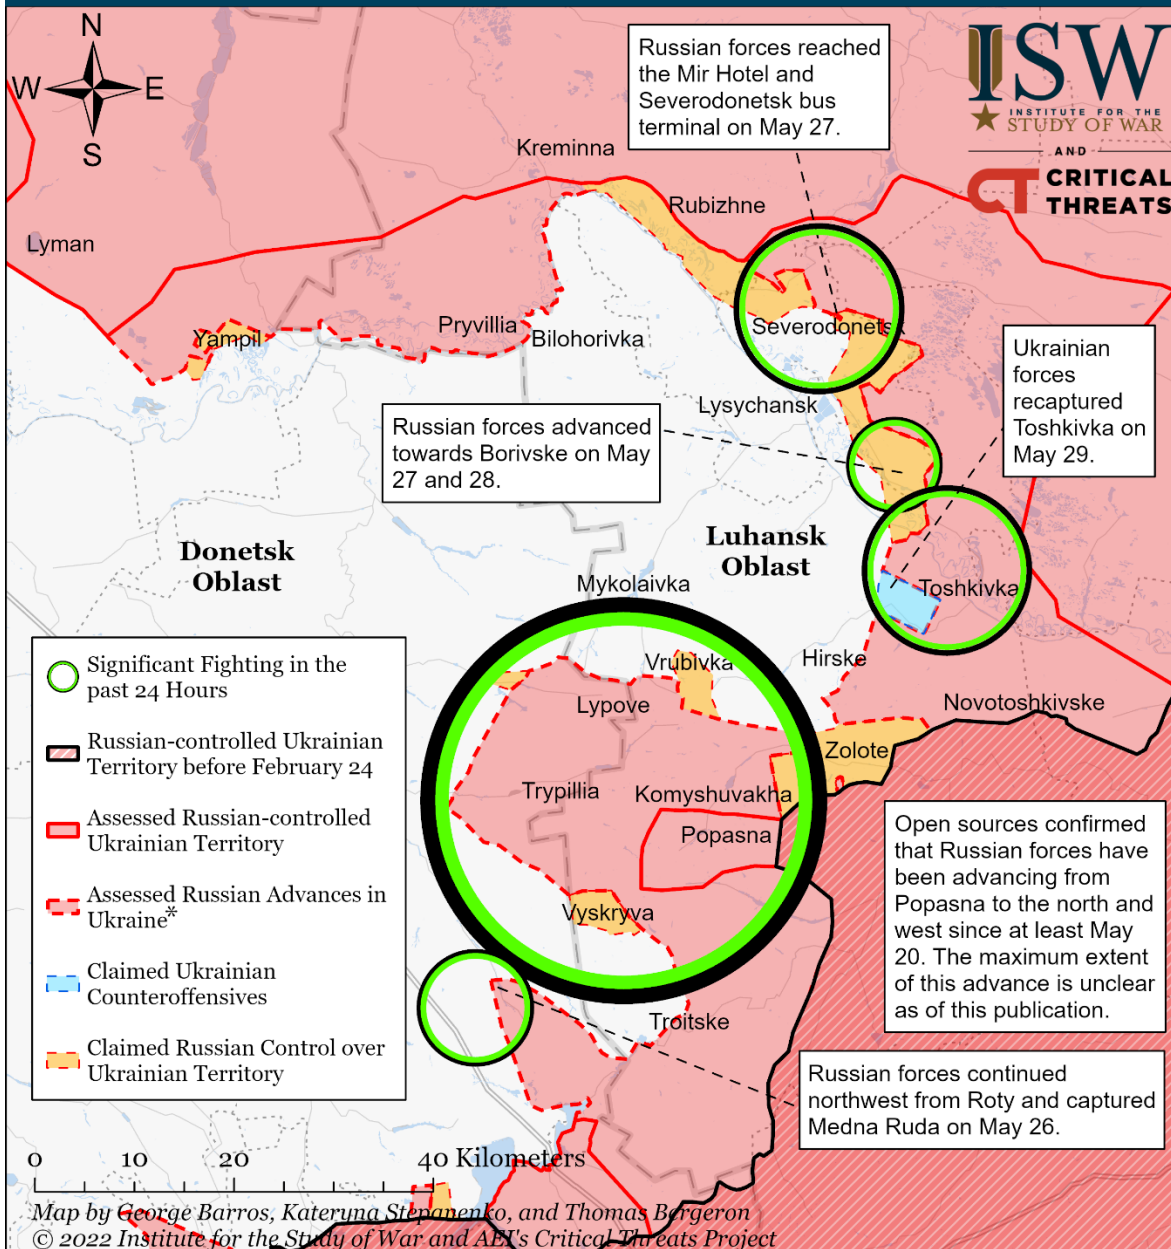 N
W
E
S
Russian forces reached
the Mir Hotel and
Severodonetsk bus
terminal on May 27.
ISW
INSTITUTE FOR THE
STUDY OF WAR
AND
CT CRITICAL
THREATS
Kreminna
Rubizhne
Lyman
Yampil
Pryvillia
Bilohorivka
Severodonetsk
Lysychansk
Ukrainian
forces
recaptured
Toshkivka on
May 29.
Russian forces advanced
towards Borivske on May
27 and 28.
Donetsk
Oblast
Luhansk
Oblast
Mykolaivka
Toshkivka
Vrubivka
Hirske
Lypove
Novotoshkivske
Zolote
Trypillia
Komyshuvakha
Popasna
Vyskryva
Troitske
Significant Fighting in the
past 24 Hours
Russian-controlled Ukrainian
Territory before February 24
Assessed Russian-controlled
Ukrainian Territory
Assessed Russian Advances in
Ukraine*
Claimed Ukrainian
Counteroffensives
Claimed Russian Control over
Ukrainian Territory
Open sources confirmed
that Russian forces have
been advancing from
Popasna to the north and
west since at least May
20. The maximum extent
of this advance is unclear
as of this publication.
Russian forces continued
northwest from Roty and captured
Medna Ruda on May 26.
0 10 20 40 Kilometers
Map by George Barros, Kateryna Stepanenko, and Thomas Bergeron
© 2022 Institute for the Study of War and AEI's Critical Threats Project